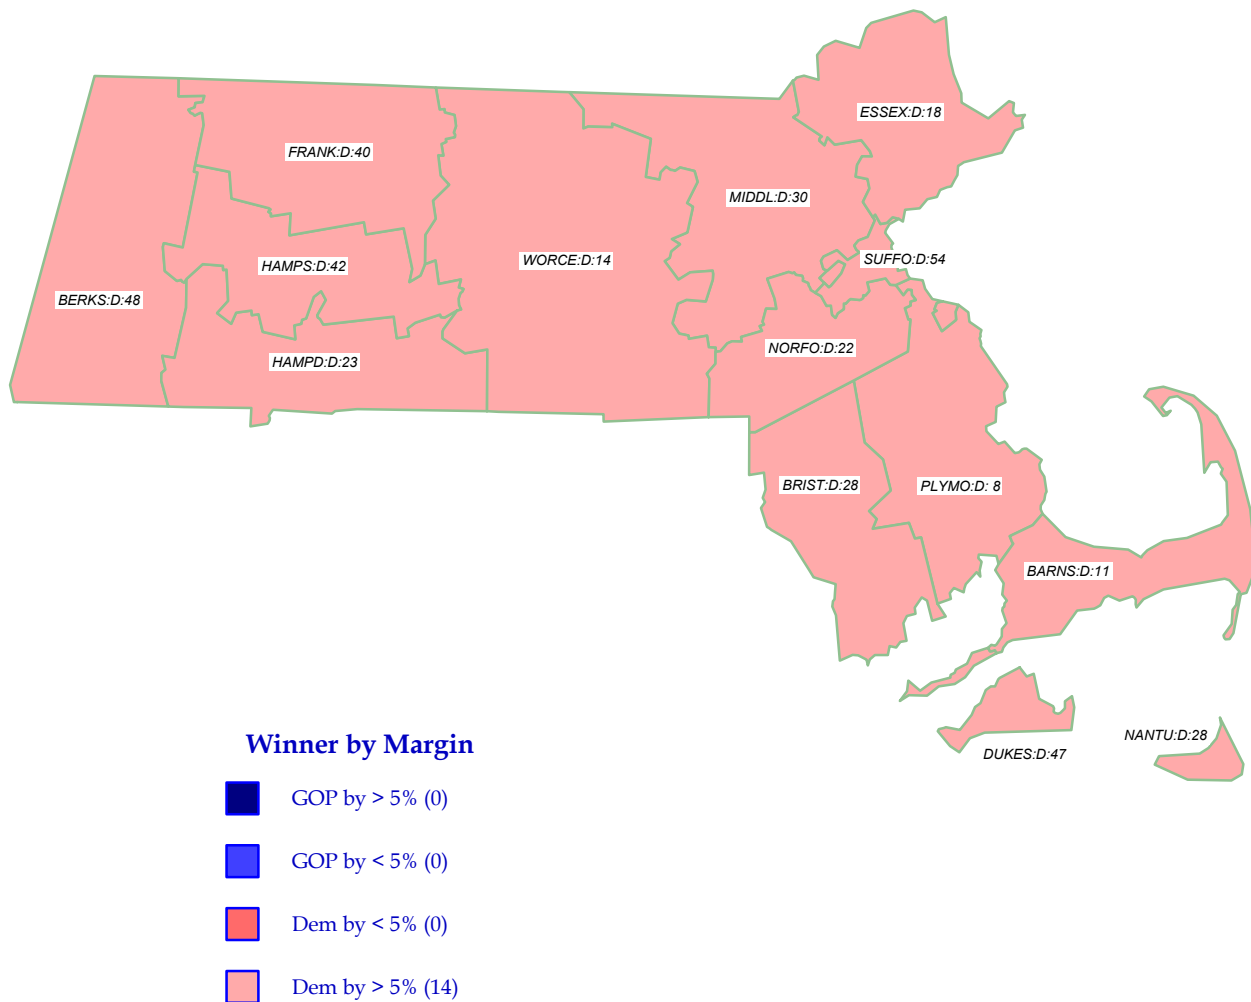 ESSEX:D:18
FRANK:D:40
MIDDL:D:30
WORCE:D:14
SUFFO:D:54
HAMPS:D:42
BERKS:D:48
NORFO:D:22
HAMPD:D:23
BRIST:D:28
PLYMO:D: 8
BARNS:D:11
NANTU:D:28
DUKES:D:47
Winner by Margin
GOP by > 5% (0)
GOP by < 5% (0)
Dem by < 5% (0)
Dem by > 5% (14)